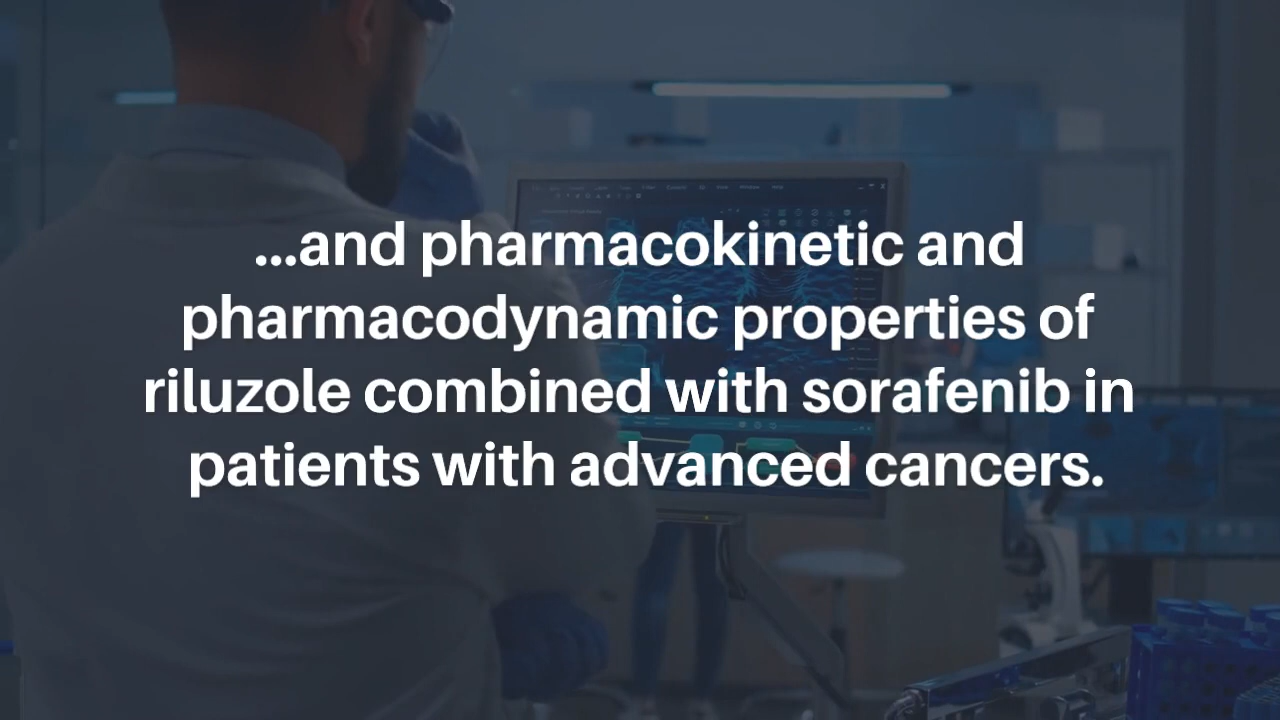 ...and pharmacokinetic and
pharmacodynamic properties of
riluzole combined with sorafenib in
patients with advanced cancers.